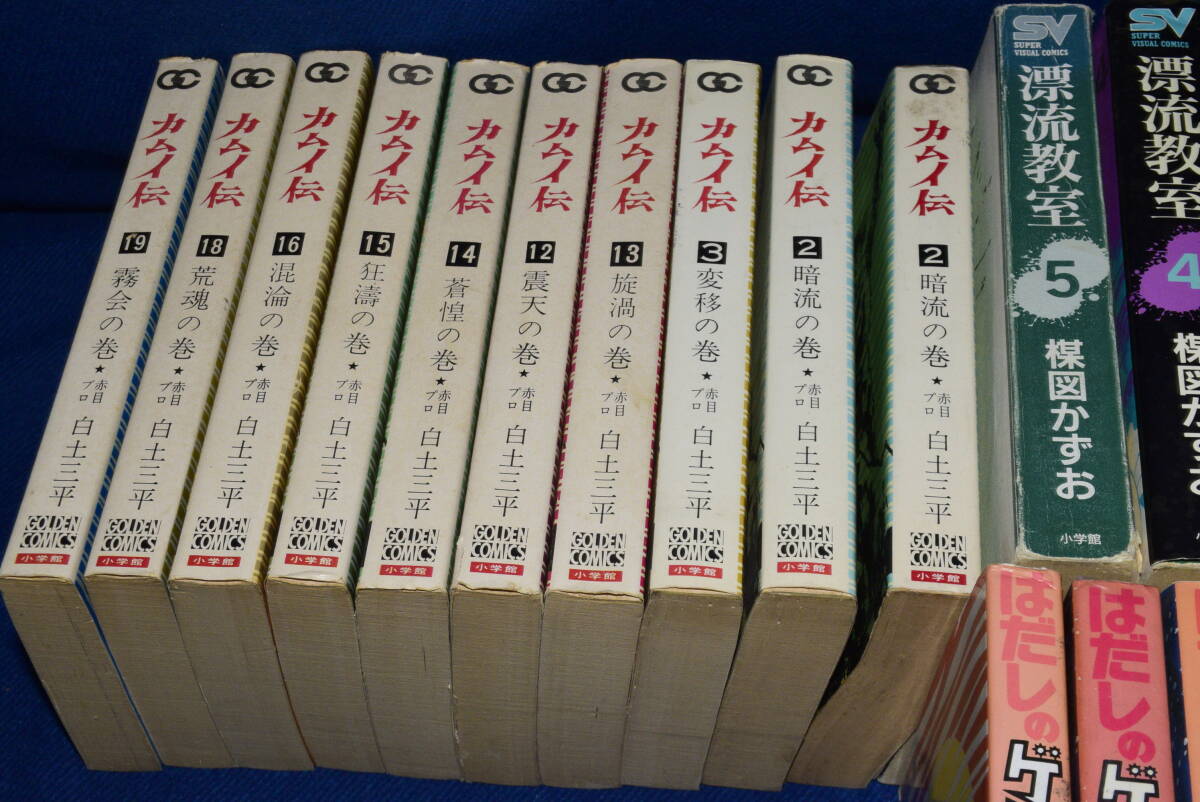 GC
カムイ伝
19
霧会の巻★赤目プロ
白土三平
GOLDEN COMICS
小学館
GC
カムイ伝
18
荒魂の巻★赤目プロ
白土三平
GOLDEN COMICS
小学館
GC
カムイ伝
16
混淪の巻★赤目プロ
白土三平
GOLDEN COMICS
小学館
GC
カムイ伝
15
狂濤の巻★赤目プロ
白土三平
GOLDEN COMICS
小学館
GC
カムイ伝
14
蒼惶の巻★赤目プロ
白土三平
GOLDEN COMICS
小学館
GC
カムイ伝
12
震天の巻★赤目プロ
白土三平
GOLDEN COMICS
小学館
GC
カムイ伝
13
旋渦の巻★赤目プロ
白土三平
GOLDEN COMICS
小学館
GC
カムイ伝
3
変移の巻★赤目プロ
白土三平
GOLDEN COMICS
小学館
GC
カムイ伝
2
暗流の巻★赤目プロ
白土三平
GOLDEN COMICS
小学館
GC
カムイ伝
2
暗流の巻★赤目プロ
白土三平
GOLDEN COMICS
小学館
SV
SUPER
VISUAL COMICS
漂流教室
5
楳図かずお
小学館
SV
SUPER
VISUAL COMICS
漂流教室
4
楳図かずお
はだしのゲ
はだしのゲ